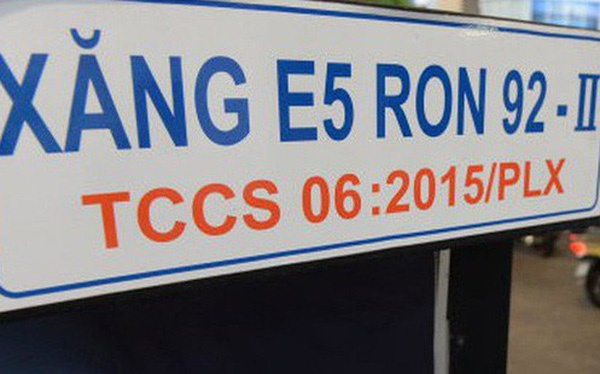 XĂNG E5 RON 92-II
TCCS 06:2015/PLX